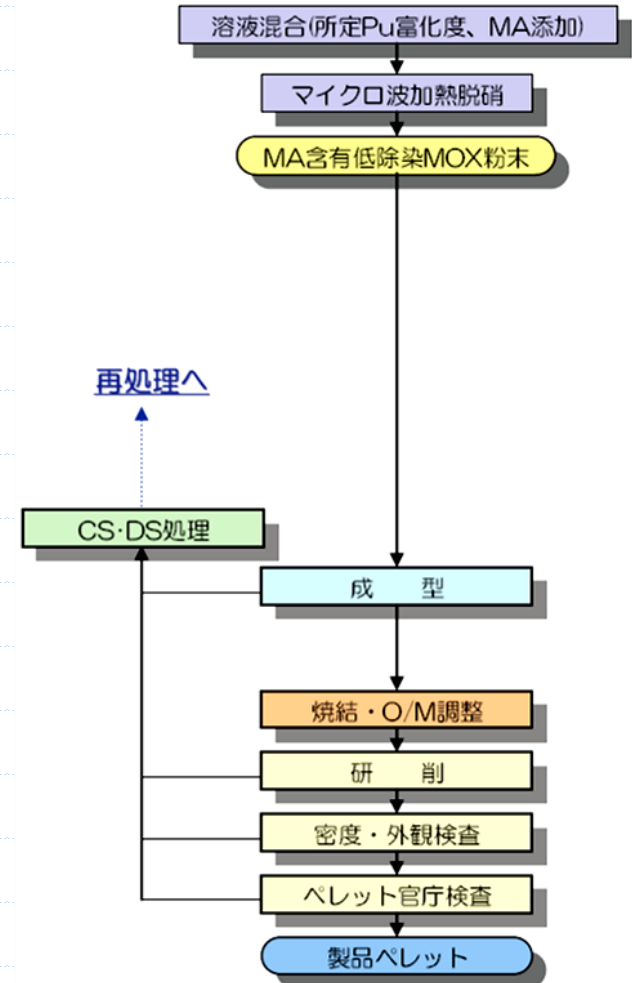 溶液混合(所定Pu富化度、MA添加)
マイクロ波加熱脱硝
MA含有低除染MOX粉末
再処理へ
CS·DS処理
成　型
焼結・O/M調整
研　削
密度・外観検査
ペレット官庁検査
製品ペレット